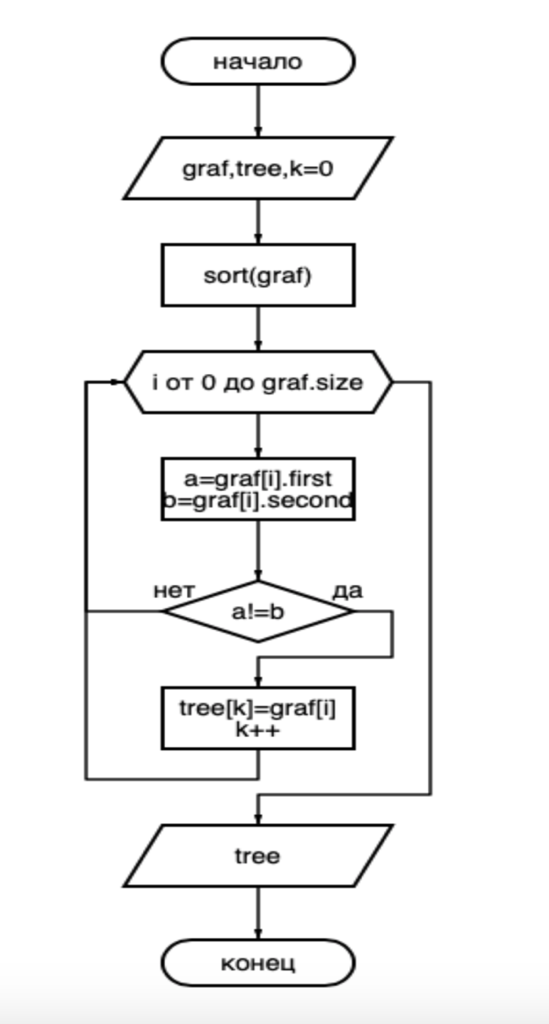 начало
graf,tree,k=0
sort(graf)
i от 0 до graf.size
a=graf[i].first
b=graf[i].second
нет
да
a!=b
tree[k]=graf[i]
k++
tree
конец